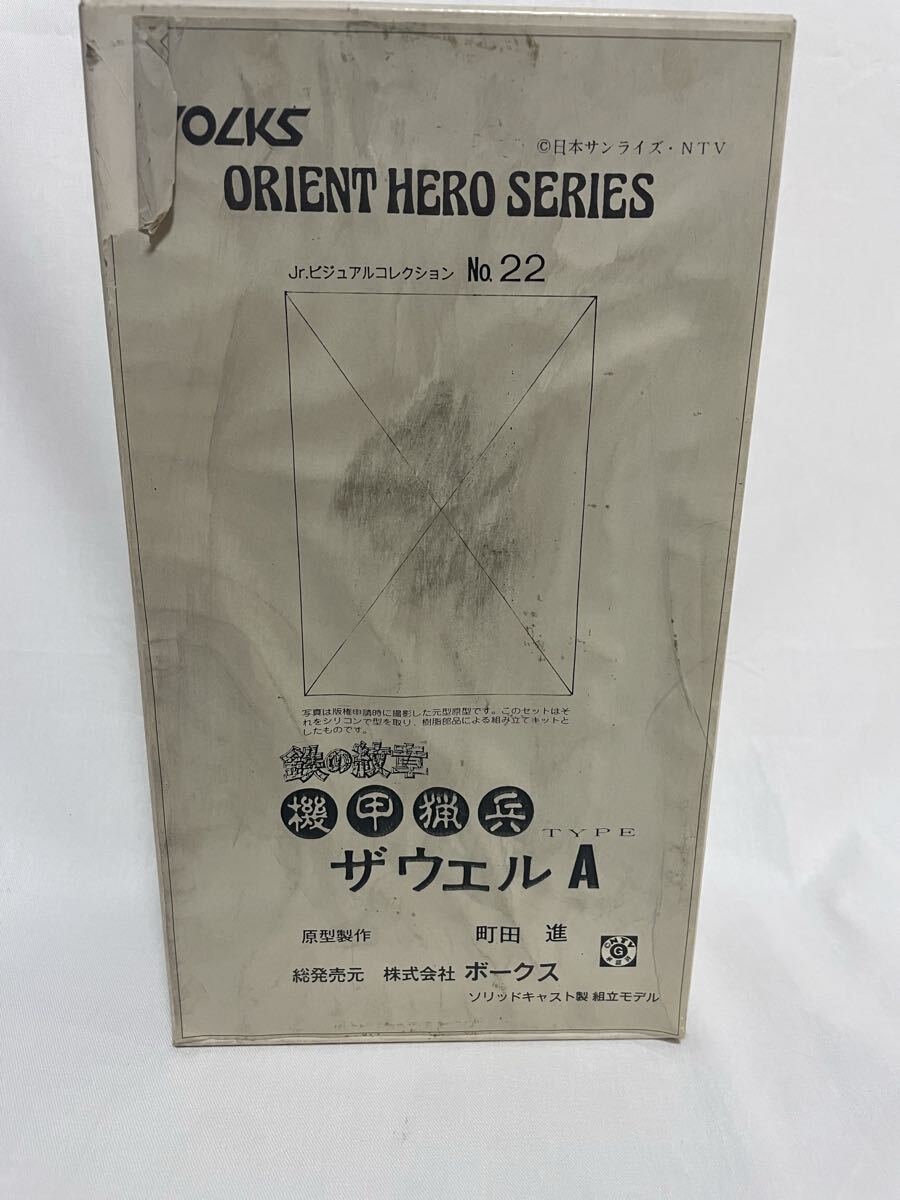 VOLKS
©日本サンライズ・NTV
ORIENT HERO SERIES
Jr.ビジュアルコレクション No. 22
写真は版権申請時に撮影した元型原型です。このセットはそ
れをシリコンで型を取り、樹脂部品による組み立てキットと
したものです。
鉄の紋章
機甲猟兵 TYPE
ザウエル A
原型製作 町田 進
NTV
G
総発売元 株式会社 ボークス
ソリッドキャスト製 組立モデル